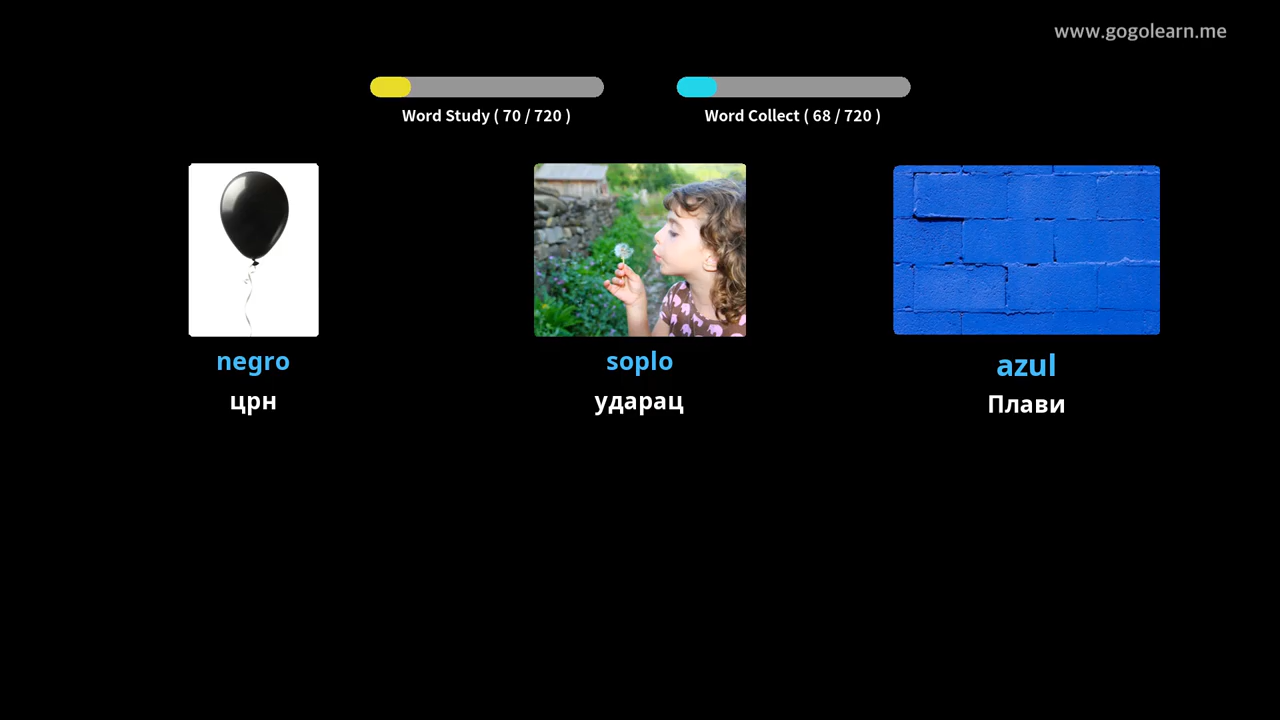 www.gogolearn.me
Word Study ( 70 / 720 )
Word Collect ( 68 / 720 )
negro
soplo
azul
црн
ударац
Плави